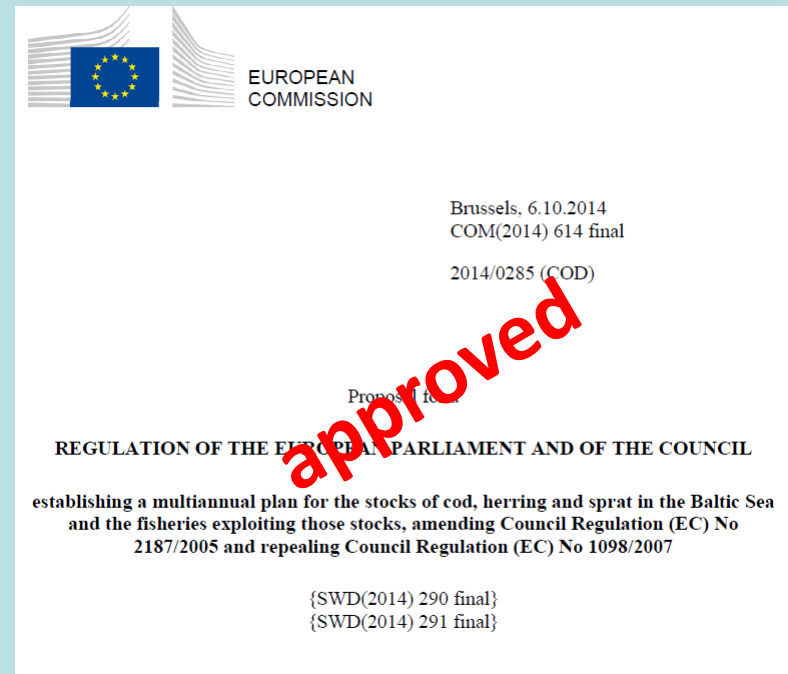 EUROPEAN
COMMISSION
Brussels, 6.10.2014
COM(2014) 614 final
2014/0285 (COD)
approved
Proposal
REGULATION OF THE EUROPEAN PARLIAMENT AND OF THE COUNCIL
establishing a multiannual plan for the stocks of cod, herring and sprat in the Baltic Sea
and the fisheries exploiting those stocks, amending Council Regulation (EC) No
2187/2005 and repealing Council Regulation (EC) No 1098/2007
{SWD(2014) 290 final}
{SWD(2014) 291 final}